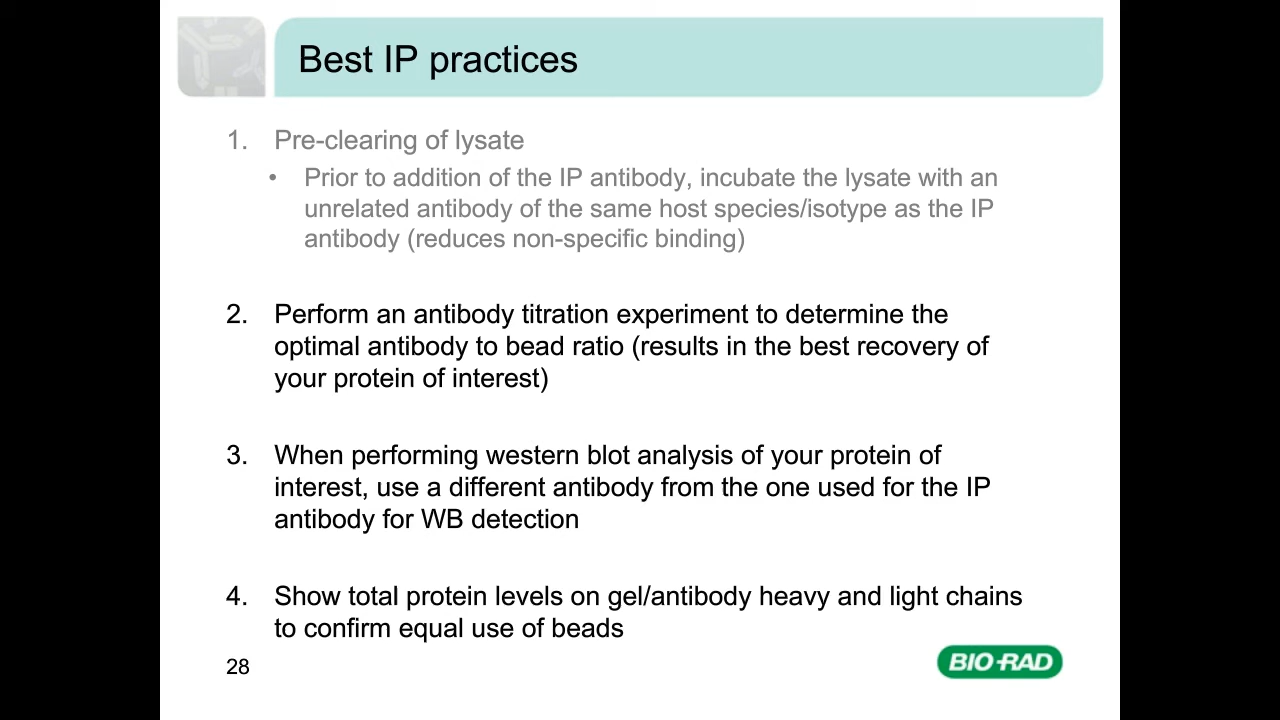 Best IP practices
1. Pre-clearing of lysate
• Prior to addition of the IP antibody, incubate the lysate with an
unrelated antibody of the same host species/isotype as the IP
antibody (reduces non-specific binding)
2. Perform an antibody titration experiment to determine the
optimal antibody to bead ratio (results in the best recovery of
your protein of interest)
3. When performing western blot analysis of your protein of
interest, use a different antibody from the one used for the IP
antibody for WB detection
4. Show total protein levels on gel/antibody heavy and light chains
to confirm equal use of beads
28
BIO-RAD